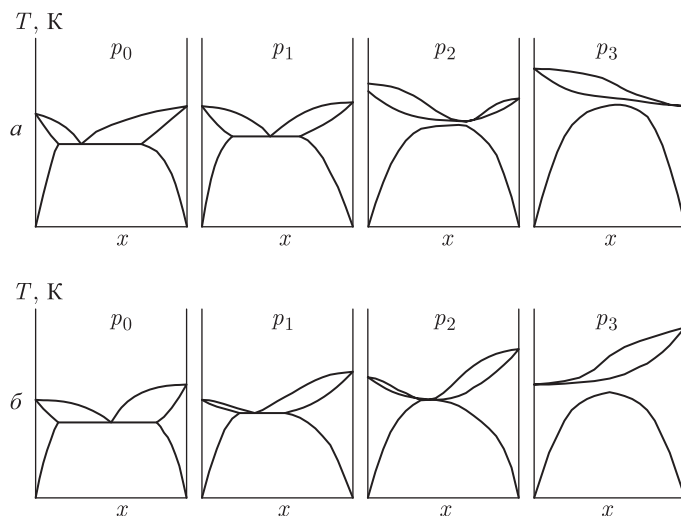 T, К
p0 p1 p2 p3
а
x x x x
T, К
p0 p1 p2 p3
б
x x x x